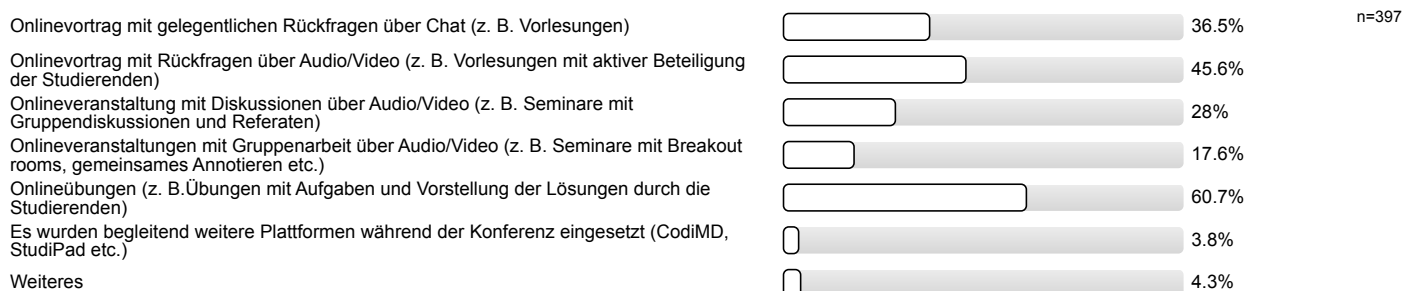 Onlinevortrag mit gelegentlichen Rückfragen über Chat (z. B. Vorlesungen) 36.5% n=397
Onlinevortrag mit Rückfragen über Audio/Video (z. B. Vorlesungen mit aktiver Beteiligung
der Studierenden) 45.6%
Onlineveranstaltung mit Diskussionen über Audio/Video (z. B. Seminare mit
Gruppendiskussionen und Referaten) 28%
Onlineveranstaltungen mit Gruppenarbeit über Audio/Video (z. B. Seminare mit Breakout
rooms, gemeinsames Annotieren etc.) 17.6%
Onlineübungen (z. B.Übungen mit Aufgaben und Vorstellung der Lösungen durch die
Studierenden) 60.7%
Es wurden begleitend weitere Plattformen während der Konferenz eingesetzt (CodiMD,
StudiPad etc.) 3.8%
Weiteres 4.3%